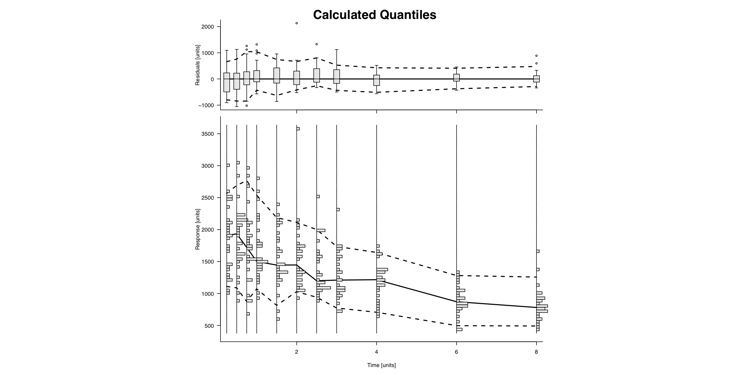 Calculated Quantiles
Residuals [units]
2000
1000
0
−1000
Response [units]
3500
3000
2500
2000
1500
1000
500
2 4 6 8
Time [units]